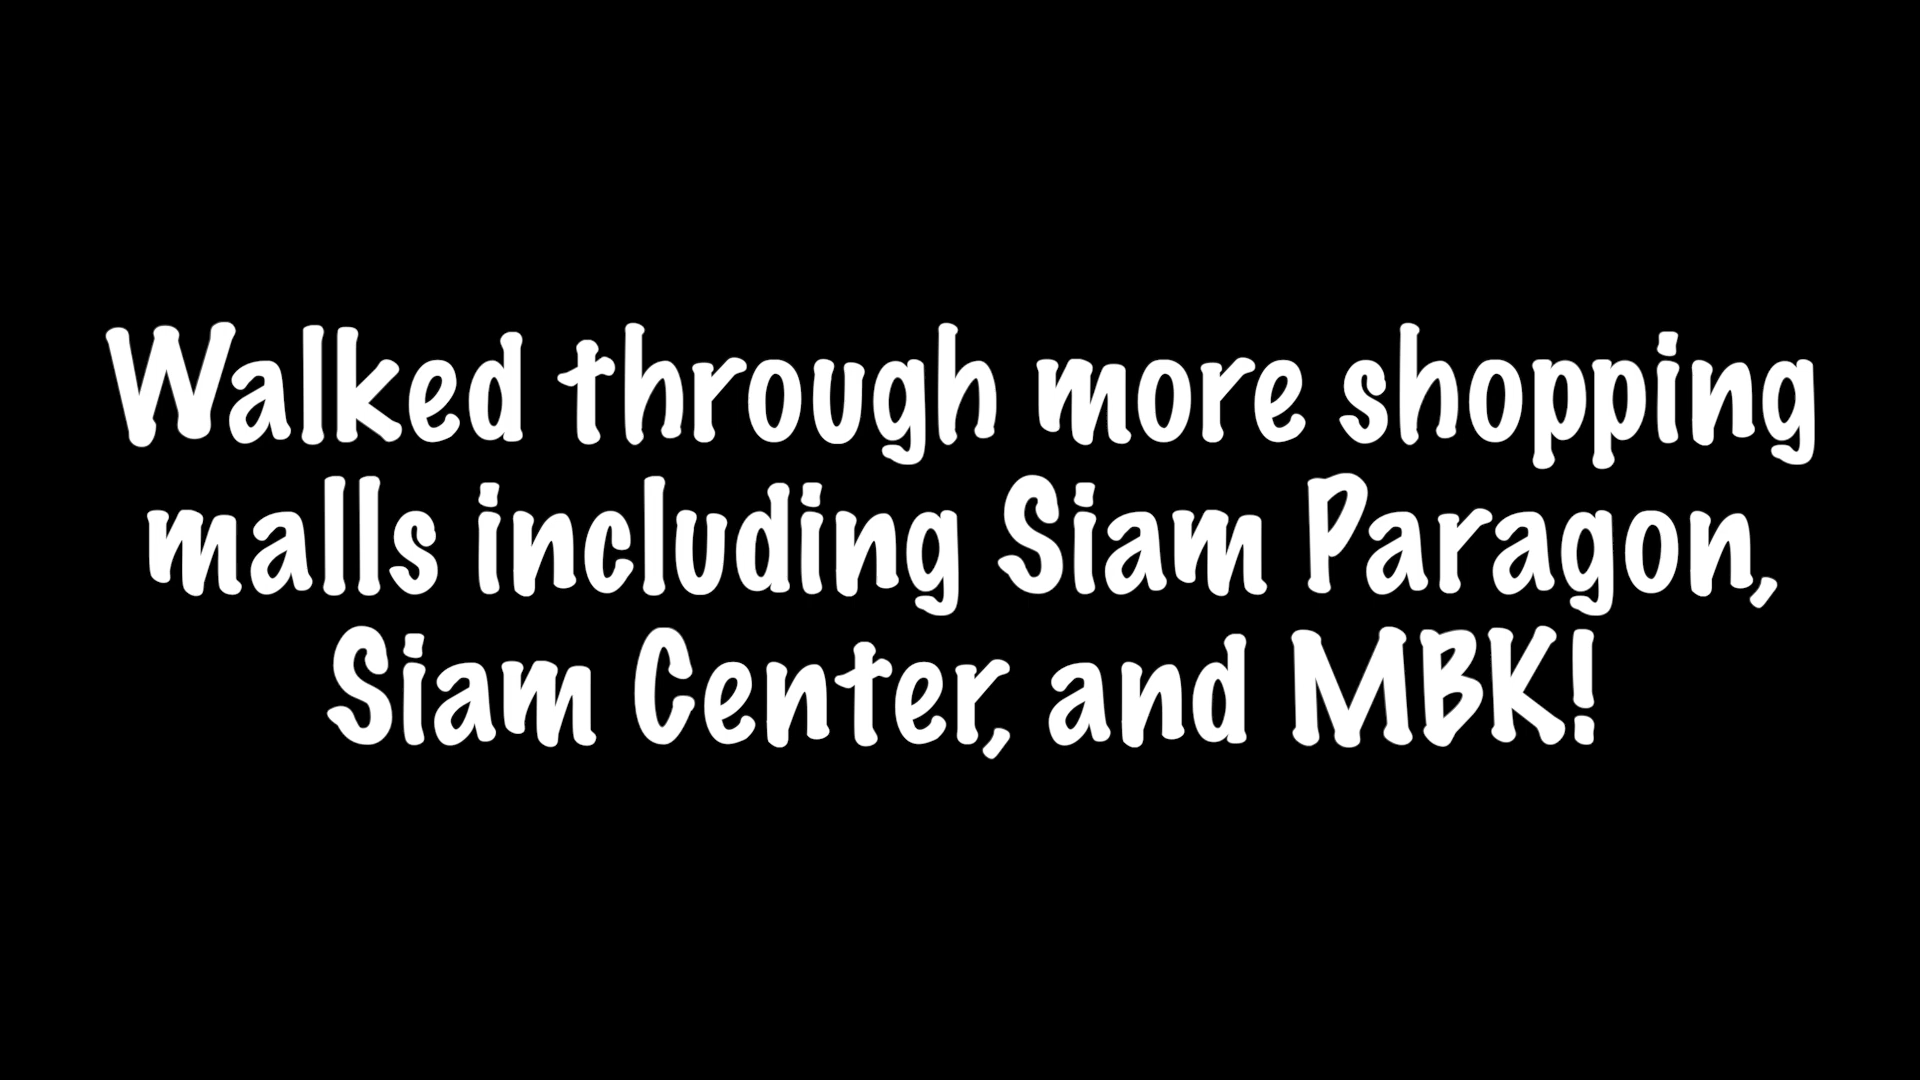 Walked through more shopping
malls including Siam Paragon,
Siam Center, and MBK!